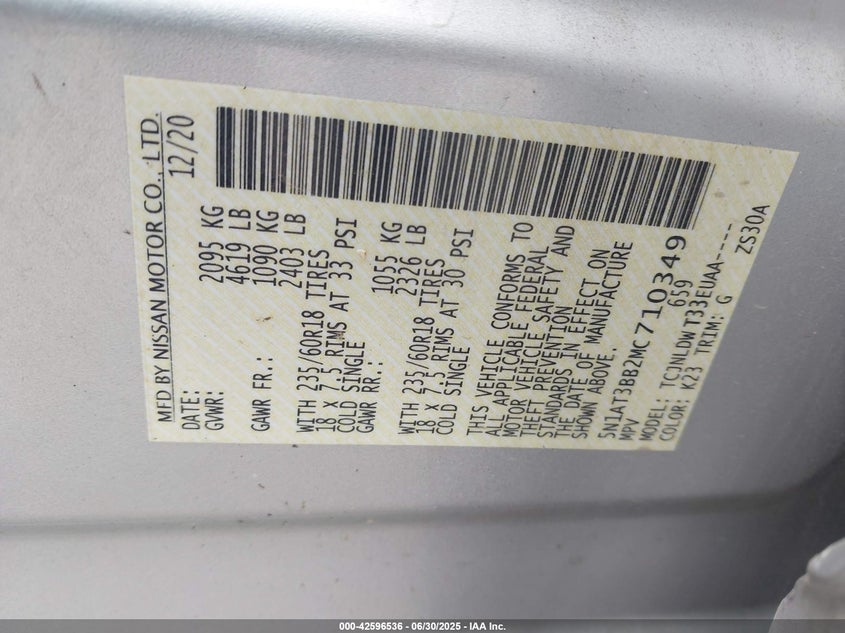 MFD BY NISSAN MOTOR CO., LTD.
DATE: 12/20
GVWR: 2095 KG
4619 LB
GAWR FR.: 1090 KG
2403 LB
WITH 235/60R18 TIRES
18 X 7.5 RIMS AT 33 PSI
COLD SINGLE
GAWR RR.: 1055 KG
2326 LB
WITH 235/60R18 TIRES
18 X 7.5 RIMS AT 30 PSI
COLD SINGLE
THIS VEHICLE CONFORMS TO
ALL APPLICABLE FEDERAL
MOTOR VEHICLE SAFETY AND
THEFT PREVENTION
STANDARDS IN EFFECT ON
THE DATE OF MANUFACTURE
SHOWN ABOVE.
5N1AT3BB2MC710349
MPV 659
MODEL: TCJNLDWT33EUAA----
COLOR: K23 TRIM: G ZS30A
000-42596536 - 06/30/2025 - IAA Inc.